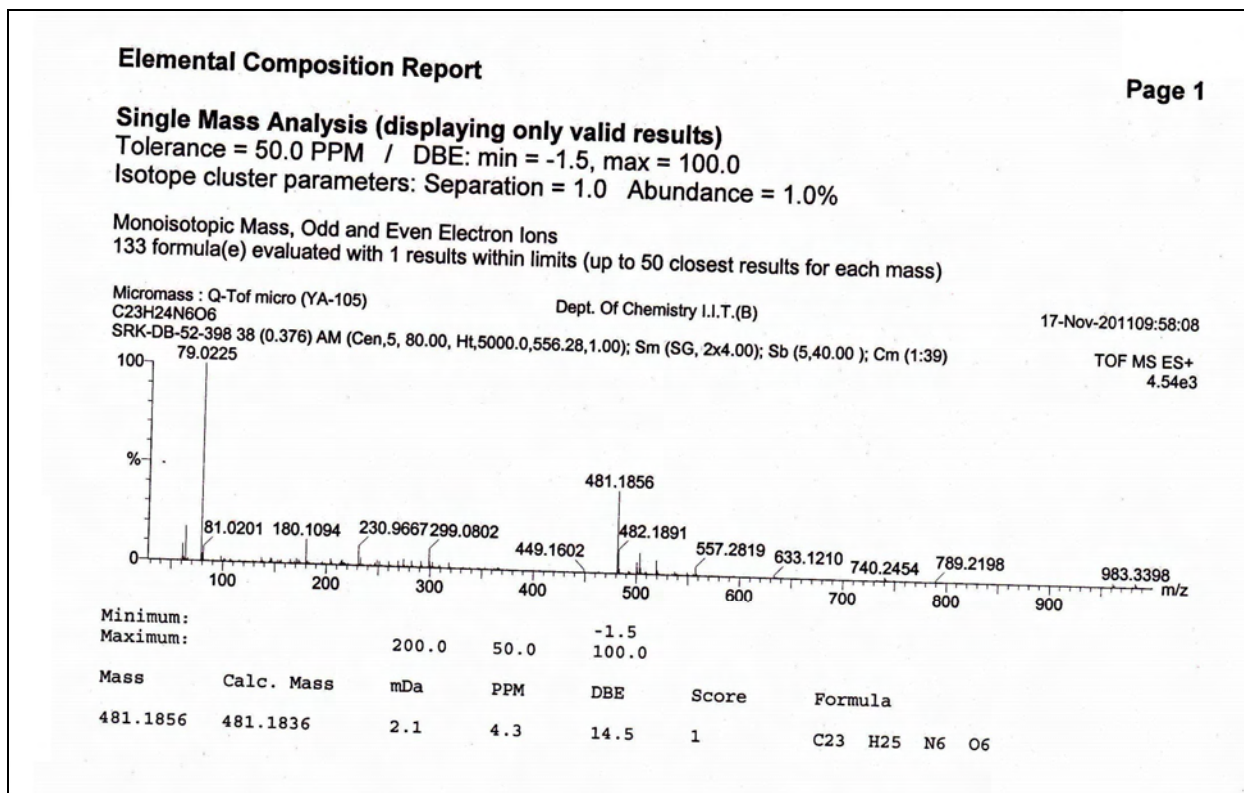 Elemental Composition Report
Page 1
Single Mass Analysis (displaying only valid results)
Tolerance = 50.0 PPM / DBE: min = -1.5, max = 100.0
Isotope cluster parameters: Separation = 1.0 Abundance = 1.0%
Monoisotopic Mass, Odd and Even Electron Ions
133 formula(e) evaluated with 1 results within limits (up to 50 closest results for each mass)
Micromass : Q-Tof micro (YA-105) Dept. Of Chemistry I.I.T.(B) 17-Nov-201109:58:08
C23H24N6O6
SRK-DB-52-398 38 (0.376) AM (Cen,5, 80.00, Ht,5000.0,556.28,1.00); Sm (SG, 2x4.00); Sb (5,40.00 ); Cm (1:39)
TOF MS ES+
4.54e3
100
79.0225
%
481.1856
81.0201 180.1094 230.9667 299.0802 449.1602 482.1891 557.2819 633.1210 740.2454 789.2198 983.3398
0
m/z
100 200 300 400 500 600 700 800 900
Minimum: -1.5
Maximum: 200.0 50.0 100.0
Mass Calc. Mass mDa PPM DBE Score Formula
481.1856 481.1836 2.1 4.3 14.5 1 C23 H25 N6 O6